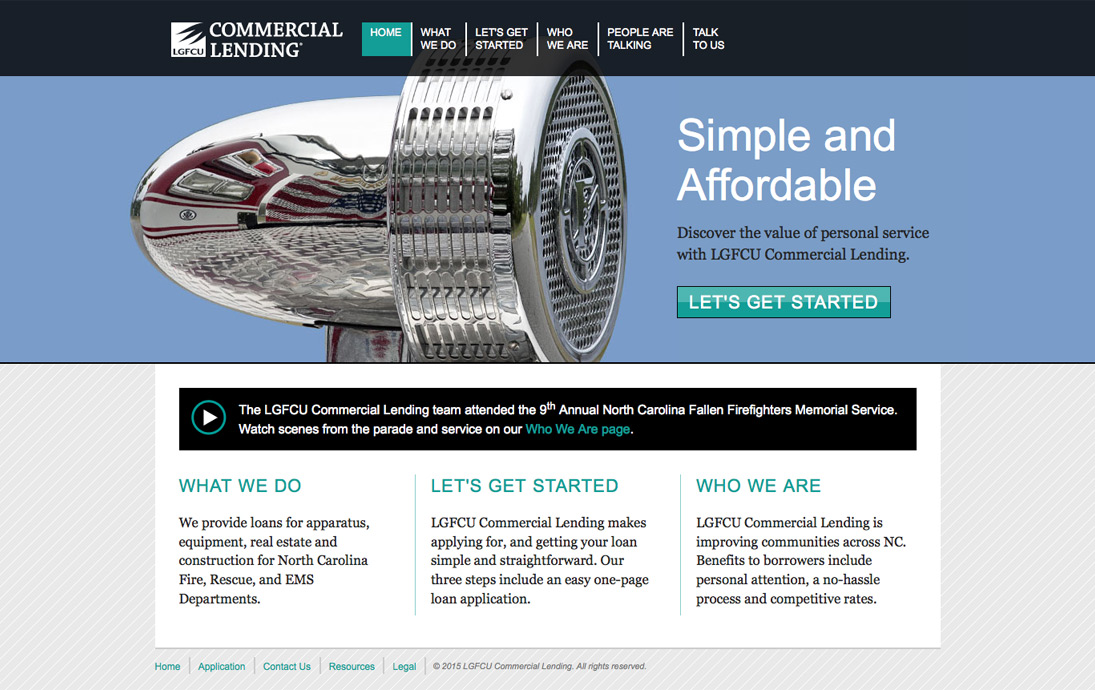 LGFCU
COMMERCIAL
LENDING®
HOME
WHAT
WE DO
LET'S GET
STARTED
WHO
WE ARE
PEOPLE ARE
TALKING
TALK
TO US
Simple and
Affordable
Discover the value of personal service
with LGFCU Commercial Lending.
LET'S GET STARTED
The LGFCU Commercial Lending team attended the 9th Annual North Carolina Fallen Firefighters Memorial Service.
Watch scenes from the parade and service on our Who We Are page.
WHAT WE DO
We provide loans for apparatus,
equipment, real estate and
construction for North Carolina
Fire, Rescue, and EMS
Departments.
LET'S GET STARTED
LGFCU Commercial Lending makes
applying for, and getting your loan
simple and straightforward. Our
three steps include an easy one-page
loan application.
WHO WE ARE
LGFCU Commercial Lending is
improving communities across NC.
Benefits to borrowers include
personal attention, a no-hassle
process and competitive rates.
Home
Application
Contact Us
Resources
Legal
© 2015 LGFCU Commercial Lending. All rights reserved.